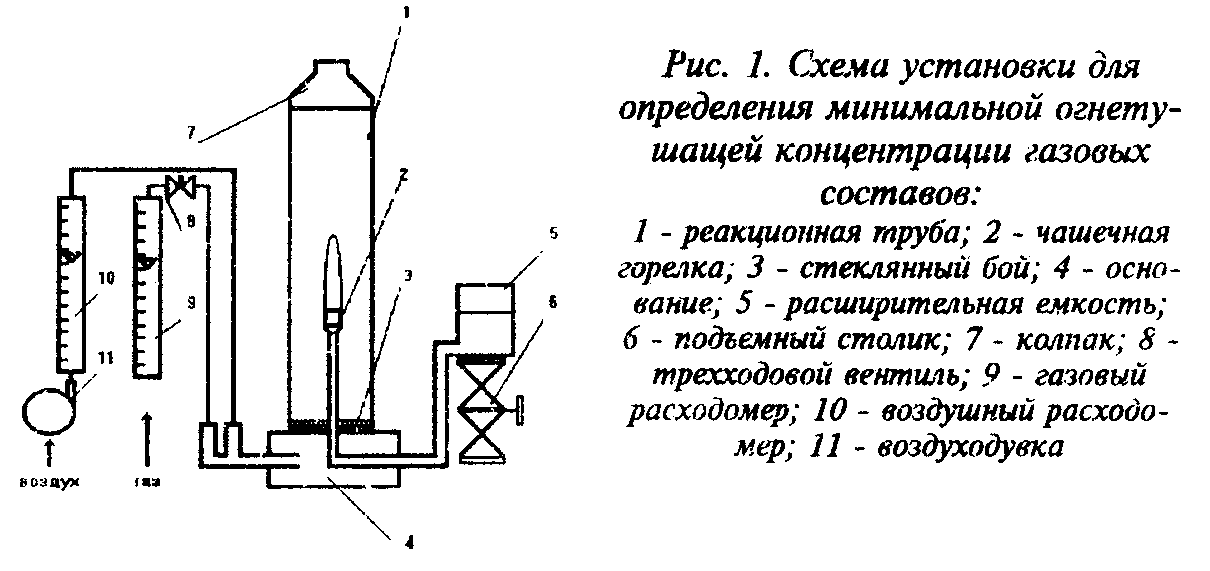 1
7
2
8
5
3
10
9
6
11
воздух
газ
4
Рис. 1. Схема установки для
определения минимальной огнету-
шащей концентрации газовых
составов:
1 - реакционная труба; 2 - чашечная
горелка; 3 - стеклянный бой; 4 - осно-
вание; 5 - расширительная емкость;
6 - подъемный столик; 7 - колпак; 8 -
трехходовой вентиль; 9 - газовый
расходомер; 10 - воздушный расходо-
мер; 11 - воздуходувка